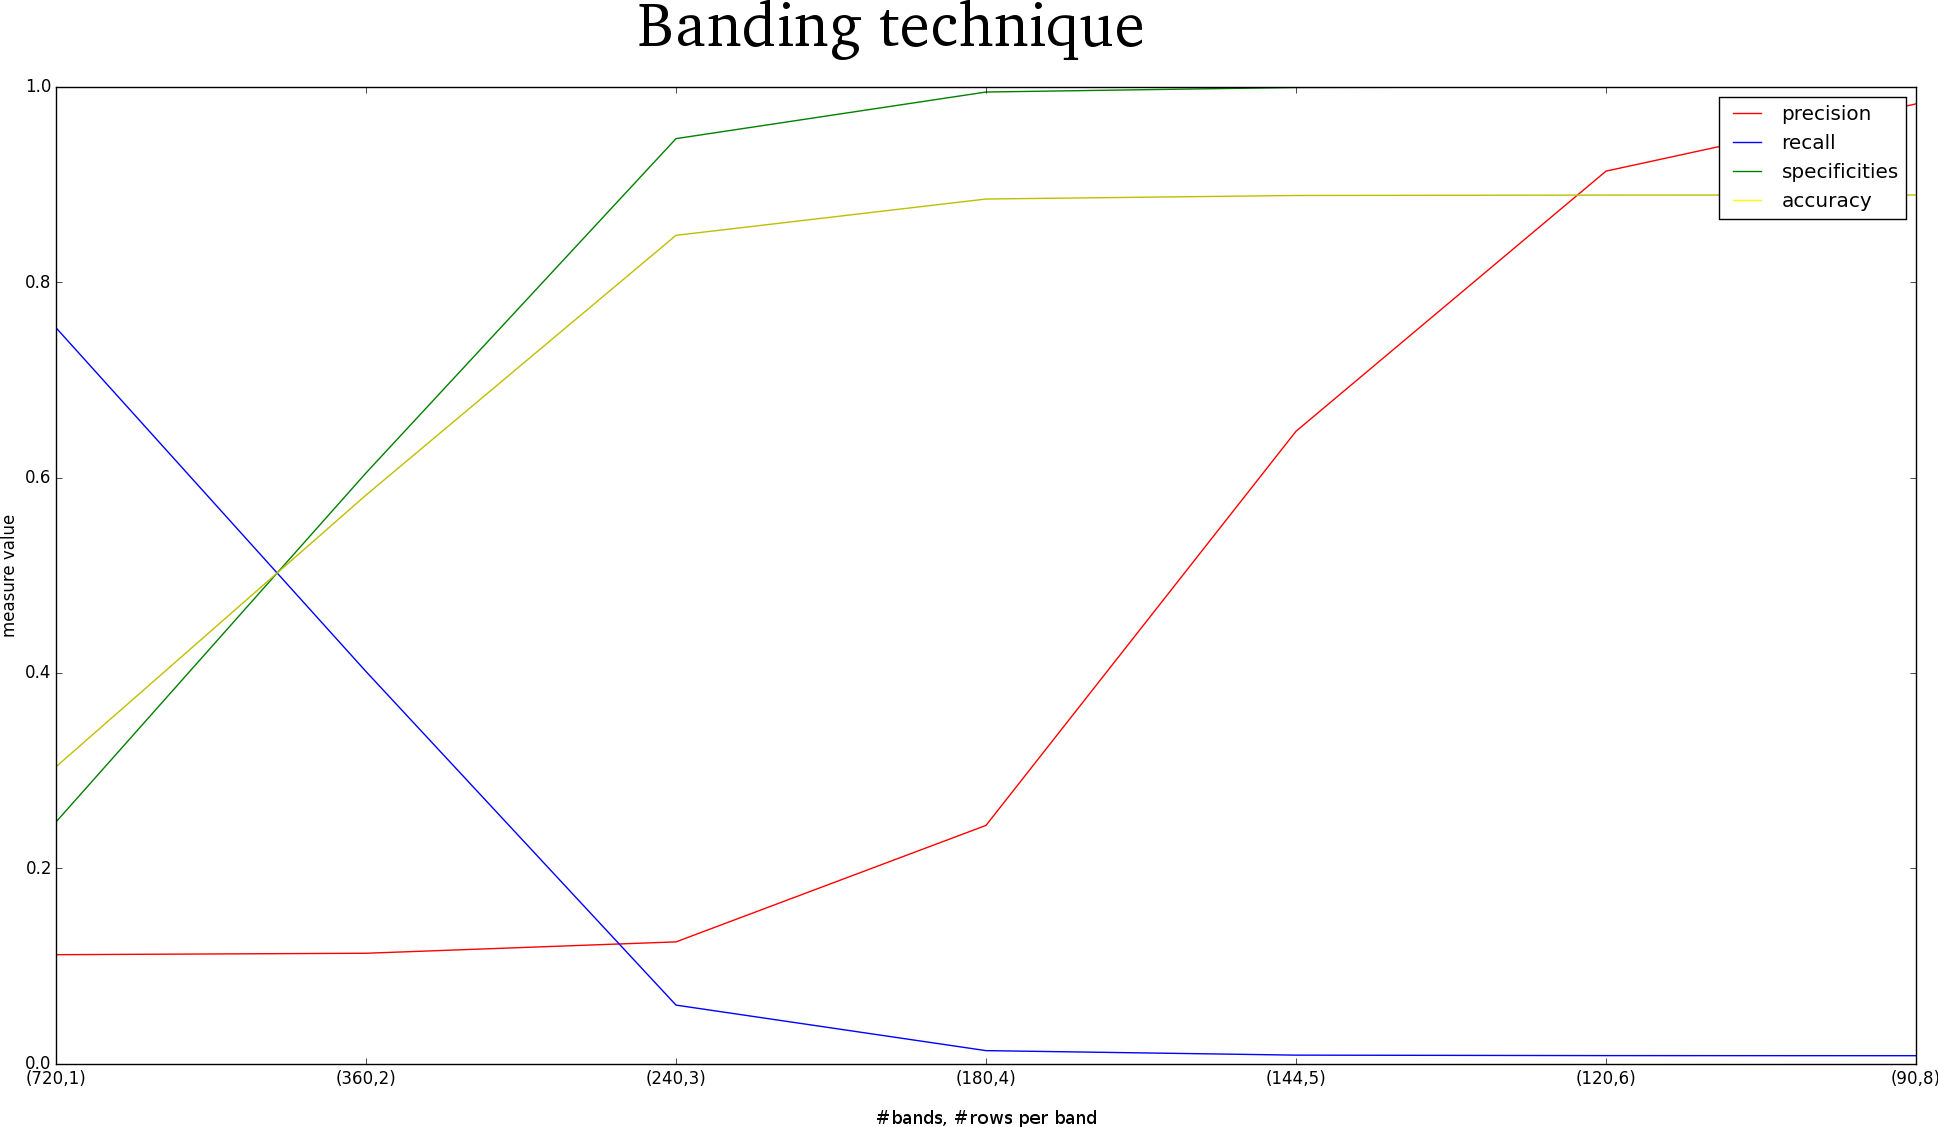 Banding technique
1.0
0.8
0.6
0.4
0.2
0.0
measure value
precision
recall
specificities
accuracy
(720,1) (360,2) (240,3) (180,4) (144,5) (120,6) (90,8)
#bands, #rows per band